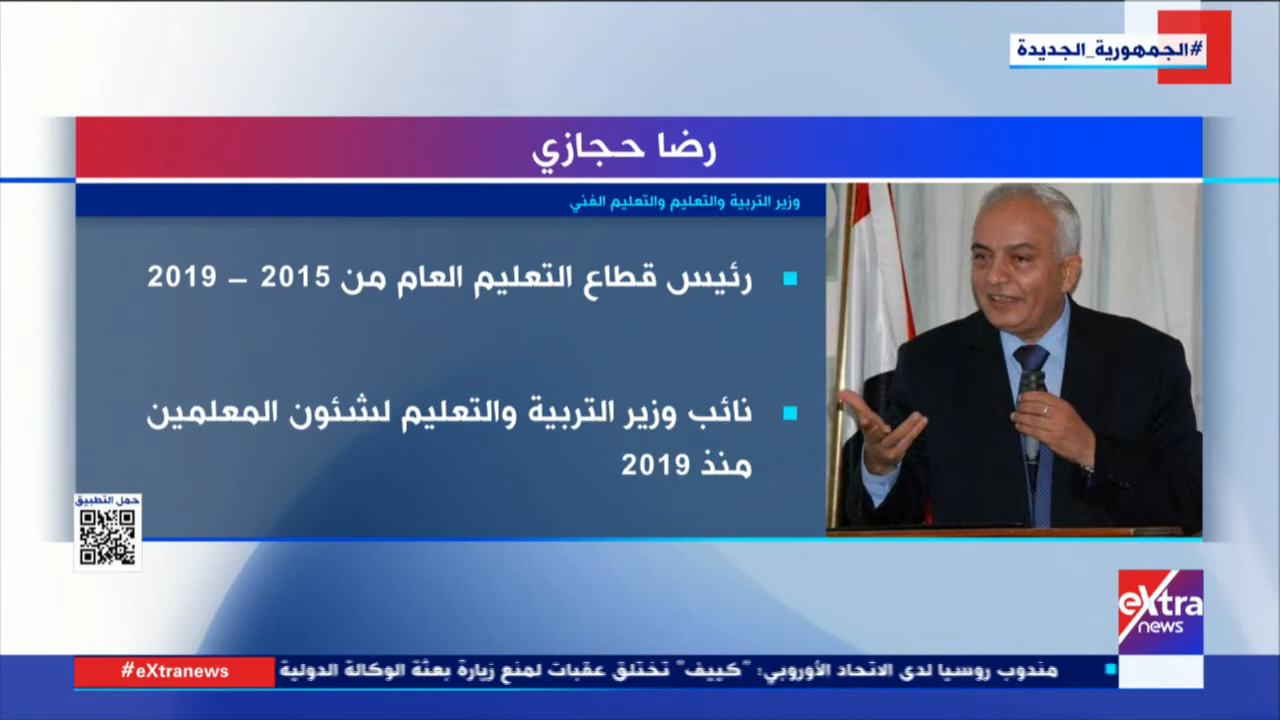 #الجمهورية_الجديدة
رضا حجازي
وزير التربية والتعليم والتعليم الفني
رئيس قطاع التعليم العام من 2015 – 2019
نائب وزير التربية والتعليم لشئون المعلمين
منذ 2019
حمل التطبيق
eXtra
news
مندوب روسيا لدى الاتحاد الأوروبي: "كييف" تختلق عقبات لمنع زيارة بعثة الوكالة الدولية
#eXtranews